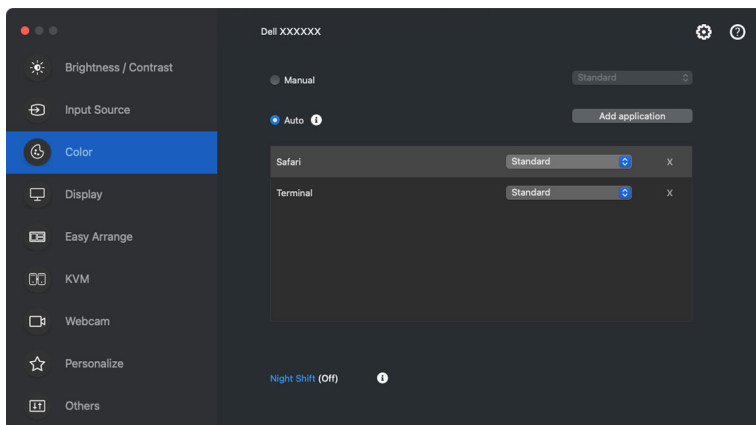 Dell XXXXXX
Brightness / Contrast
Input Source
Color
Display
Easy Arrange
KVM
Webcam
Personalize
Others
Manual
Standard
Auto
Add application
Safari
Standard
X
Terminal
Standard
X
Night Shift (Off)